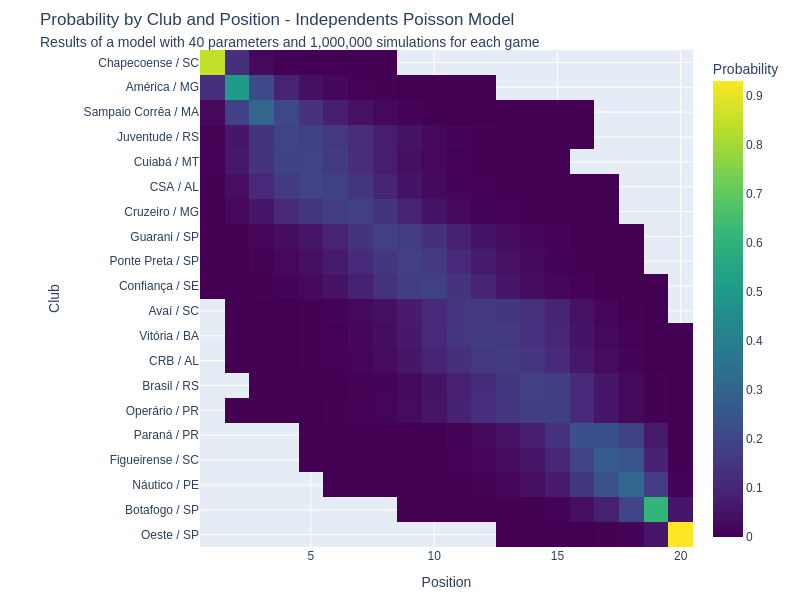 Probability by Club and Position - Independents Poisson Model
Results of a model with 40 parameters and 1,000,000 simulations for each game
Probability
Chapecoense / SC
América / MG
Sampaio Corrêa / MA
Juventude / RS
Cuiabá / MT
CSA / AL
Cruzeiro / MG
Guarani / SP
Ponte Preta / SP
Confiança / SE
Avaí / SC
Vitória / BA
CRB / AL
Brasil / RS
Operário / PR
Paraná / PR
Figueirense / SC
Náutico / PE
Botafogo / SP
Oeste / SP
Club
5
10
15
20
Position
0.9
0.8
0.7
0.6
0.5
0.4
0.3
0.2
0.1
0